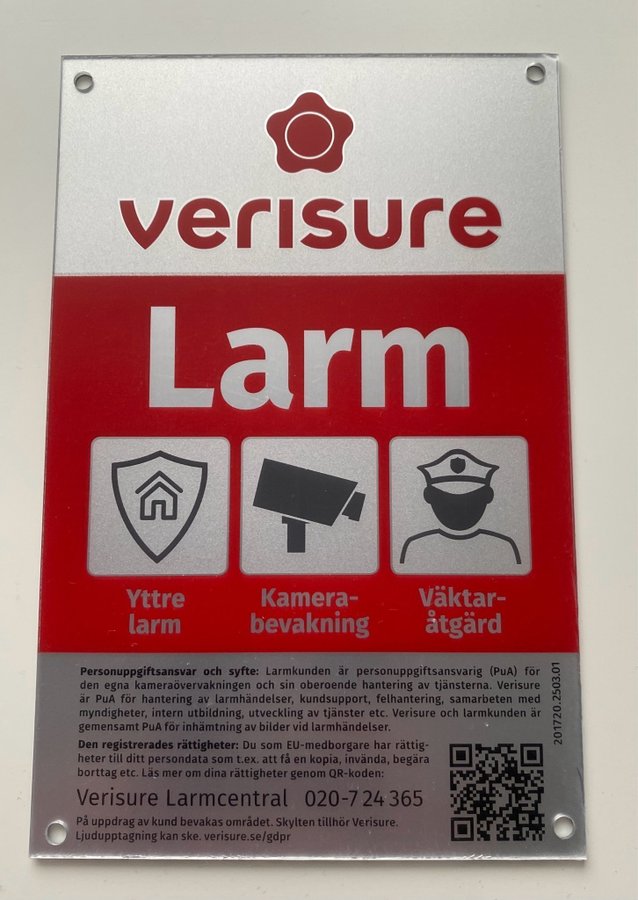 verisure
Larm
Yttre larm
Kamera-bevakning
Väktar-åtgärd
Personuppgiftsansvar och syfte: Larmkunden är personuppgiftsansvarig (PuA) för
den egna kameraövervakningen och sin oberoende hantering av tjänsterna. Verisure
är PuA för hantering av larmhändelser, kundsupport, felhantering, samarbeten med
myndigheter, intern utbildning, utveckling av tjänster etc. Verisure och larmkunden är
gemensamt PuA för inhämtning av bilder vid larmhändelser.
Den registrerades rättigheter: Du som EU-medborgare har rättig-
heter till ditt persondata som t.ex. att få en kopia, invända, begära
borttag etc. Läs mer om dina rättigheter genom QR-koden:
Verisure Larmcentral 020-7 24 365
På uppdrag av kund bevakas området. Skylten tillhör Verisure.
Ljudupptagning kan ske. verisure.se/gdpr
201720.2503.01